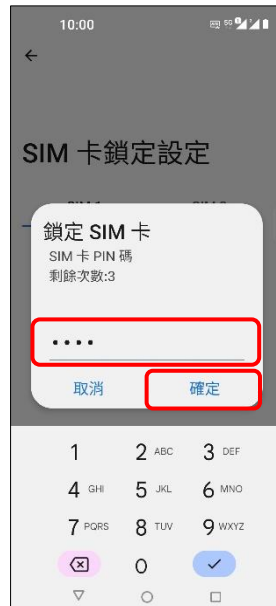 10:00 5G
SIM 卡鎖定設定
鎖定 SIM 卡
SIM 卡 PIN 碼
剩餘次數:3
••••
取消 確定
1 2 ABC 3 DEF
4 GHI 5 JKL 6 MNO
7 PQRS 8 TUV 9 WXYZ
0